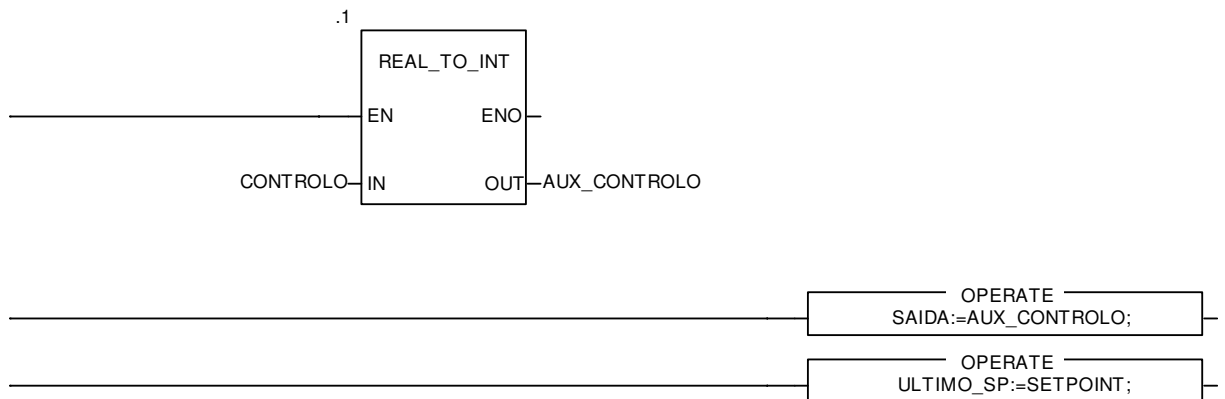 .1
REAL_TO_INT
EN ENO
CONTROLO IN OUT AUX_CONTROLO
OPERATE
SAIDA:=AUX_CONTROLO;
OPERATE
ULTIMO_SP:=SETPOINT;